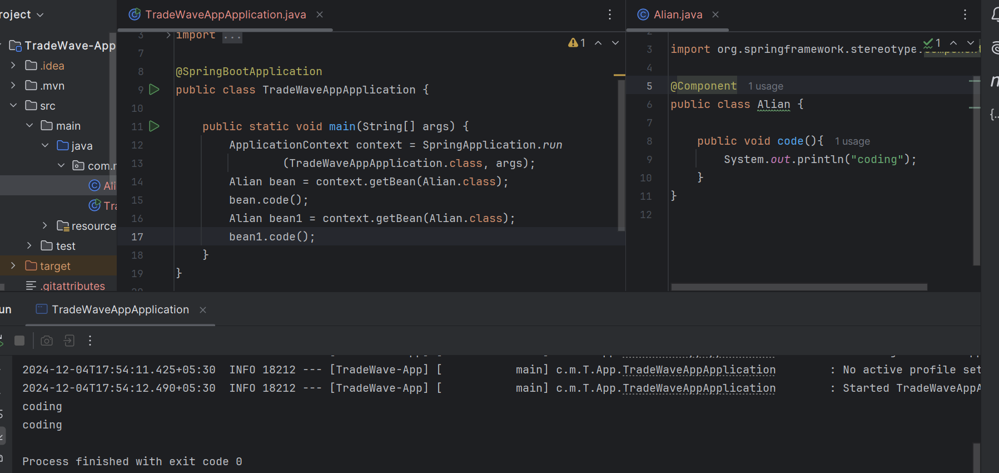 roject
TradeWave-App
.idea
.mvn
src
main
java
com.r
Ali
Tra
resource
test
target
.gitattributes
TradeWaveAppApplication.java
1
3 import ...
7
8 @SpringBootApplication
9 public class TradeWaveAppApplication {
10
11 public static void main(String[] args) {
12 ApplicationContext context = SpringApplication.run
13 (TradeWaveAppApplication.class, args);
14 Alian bean = context.getBean(Alian.class);
15 bean.code();
16 Alian bean1 = context.getBean(Alian.class);
17 bean1.code();
18 }
19 }
20
Alian.java
1
2
3 import org.springframework.stereotype.Component
4
5 @Component 1 usage
6 public class Alian {
7
8 public void code(){ 1 usage
9 System.out.println("coding");
10 }
11 }
12
un
TradeWaveAppApplication
2024-12-04T17:54:11.425+05:30 INFO 18212 --- [TradeWave-App] [ main] c.m.T.App.TradeWaveAppApplication : No active profile set
2024-12-04T17:54:12.490+05:30 INFO 18212 --- [TradeWave-App] [ main] c.m.T.App.TradeWaveAppApplication : Started TradeWaveAppA
coding
coding
Process finished with exit code 0